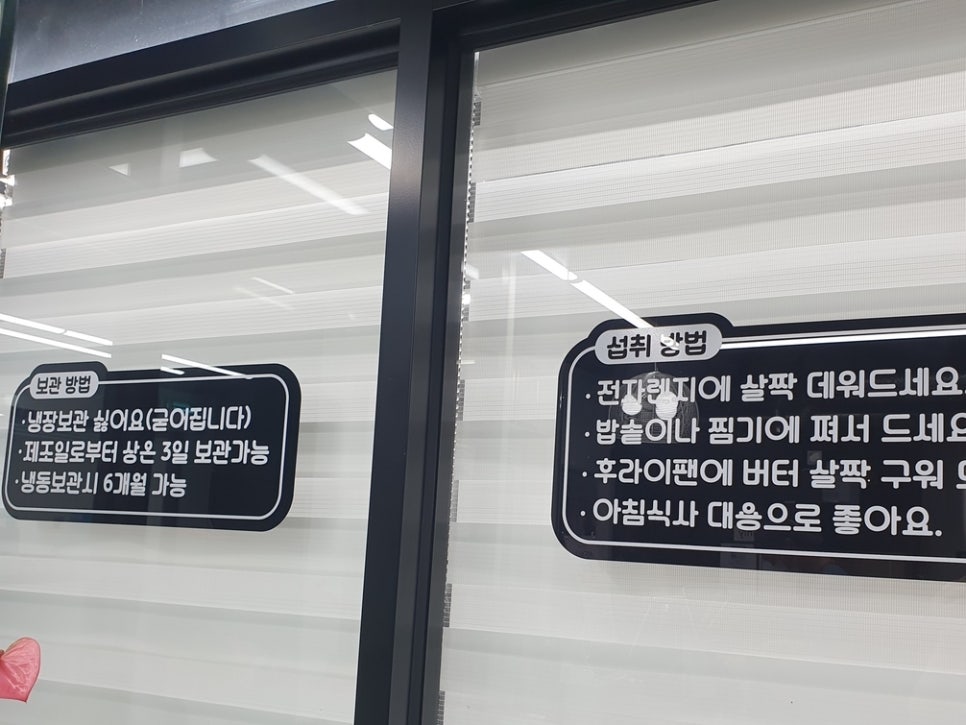 보관 방법
·냉장보관 싫어요(굳어집니다)
·제조일로부터 상온 3일 보관가능
·냉동보관시 6개월 가능
섭취 방법
·전자렌지에 살짝 데워드세요.
·밥솥이나 찜기에 쪄서 드세요
·후라이팬에 버터 살짝 구워
·아침식사 대용으로 좋아요.